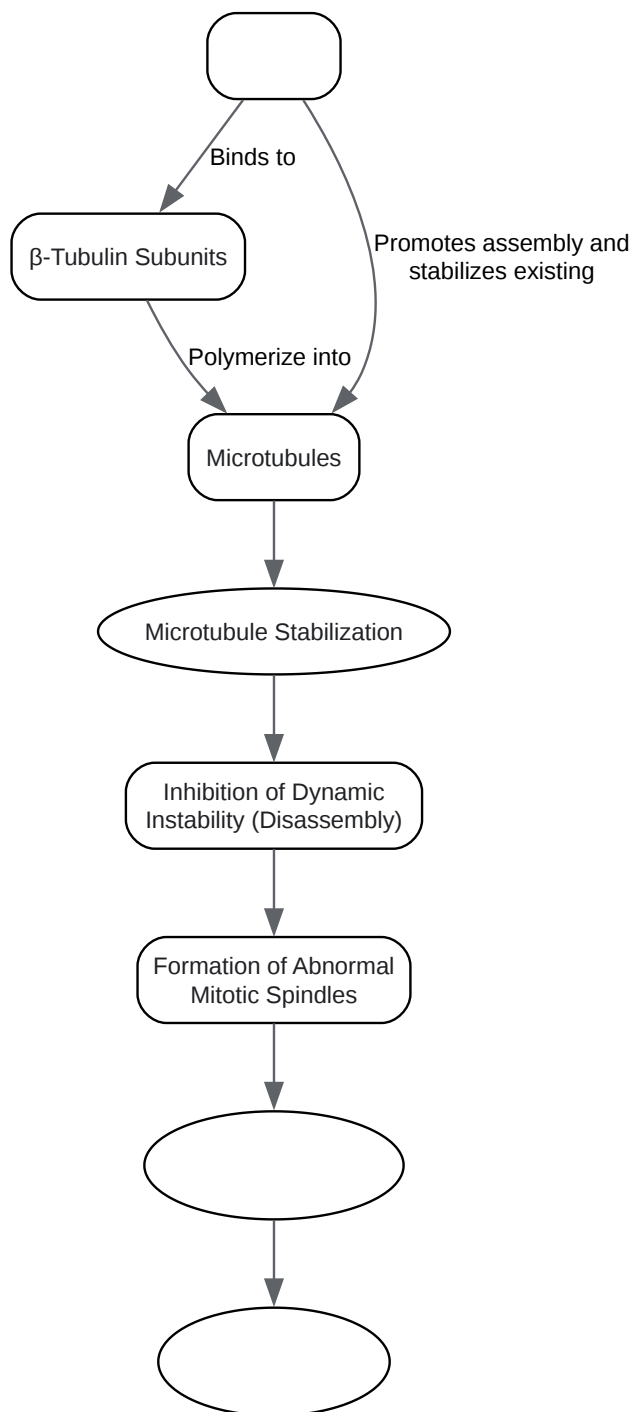 Binds to
β-Tubulin Subunits
Promotes assembly and
stabilizes existing
Polymerize into
Microtubules
Microtubule Stabilization
Inhibition of Dynamic
Instability (Disassembly)
Formation of Abnormal
Mitotic Spindles